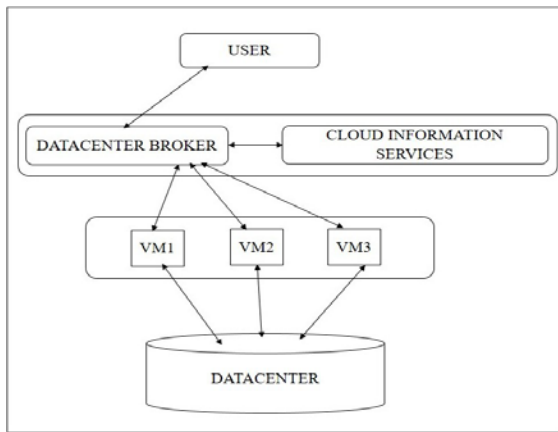 USER
DATACENTER BROKER
CLOUD INFORMATION
SERVICES
VM1
VM2
VM3
DATACENTER